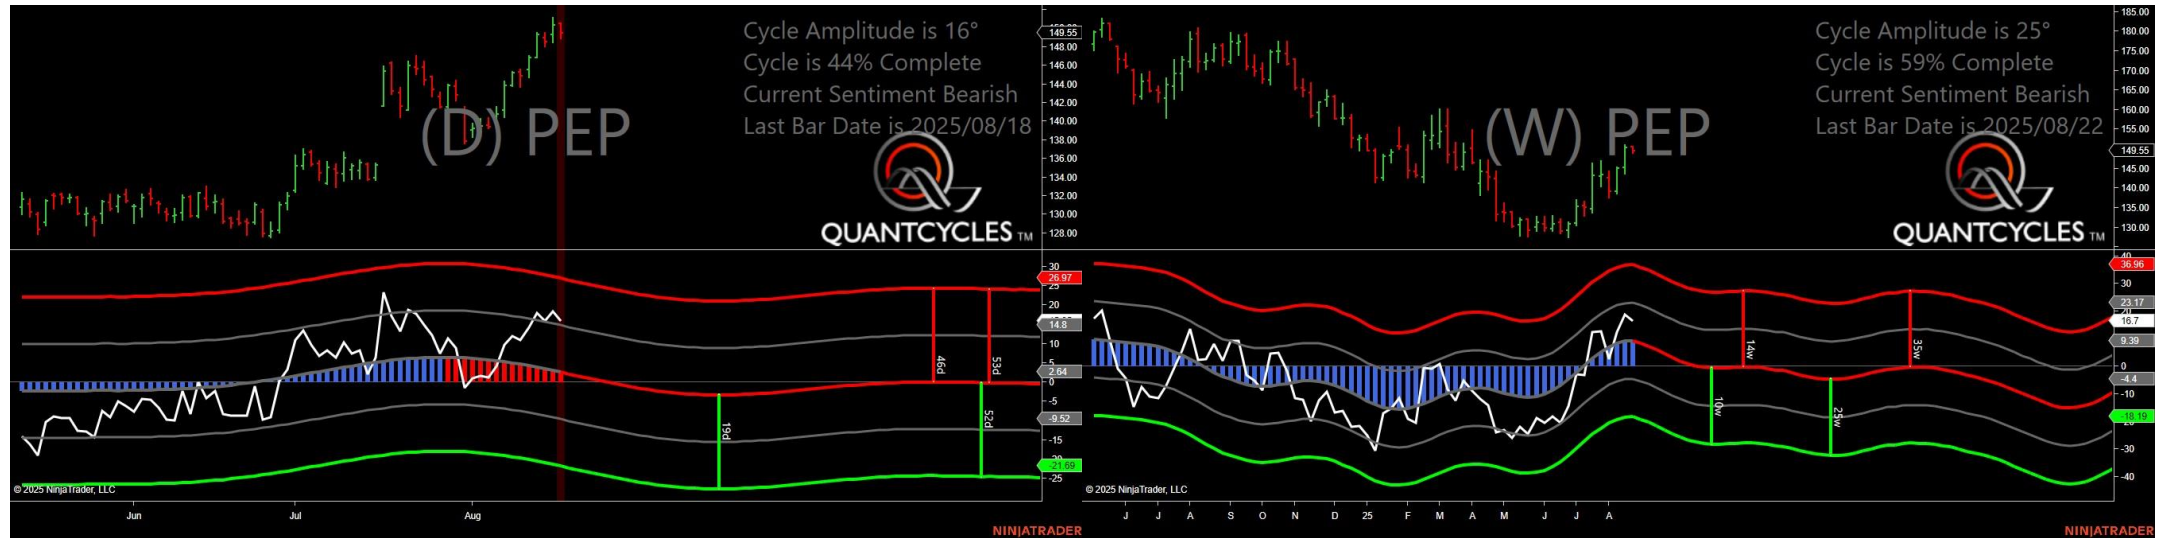 Cycle Amplitude is 16°
Cycle is 44% Complete
Current Sentiment Bearish
Last Bar Date is 2025/08/18
(D) PEP
QUANTCYCLES TM
149.55
148.00
146.00
144.00
142.00
140.00
138.00
136.00
134.00
132.00
130.00
128.00
30
26.97
25
20
14.8
10
5
2.64
0
-5
-9.52
-15
-21.69
-25
19d
46d
53d
52d
© 2025 NinjaTrader, LLC
Jun
Jul
Aug
NINJATRADER
Cycle Amplitude is 25°
Cycle is 59% Complete
Current Sentiment Bearish
Last Bar Date is 2025/08/22
(W) PEP
QUANTCYCLES TM
185.00
180.00
175.00
170.00
165.00
160.00
155.00
149.55
145.00
140.00
135.00
130.00
40
36.96
30
23.17
20
16.7
9.39
0
-4.4
-10
-18.19
-30
-40
10w
14w
25w
35w
© 2025 NinjaTrader, LLC
J
J
A
S
O
N
D
25
F
M
A
M
J
J
A
NINJATRADER